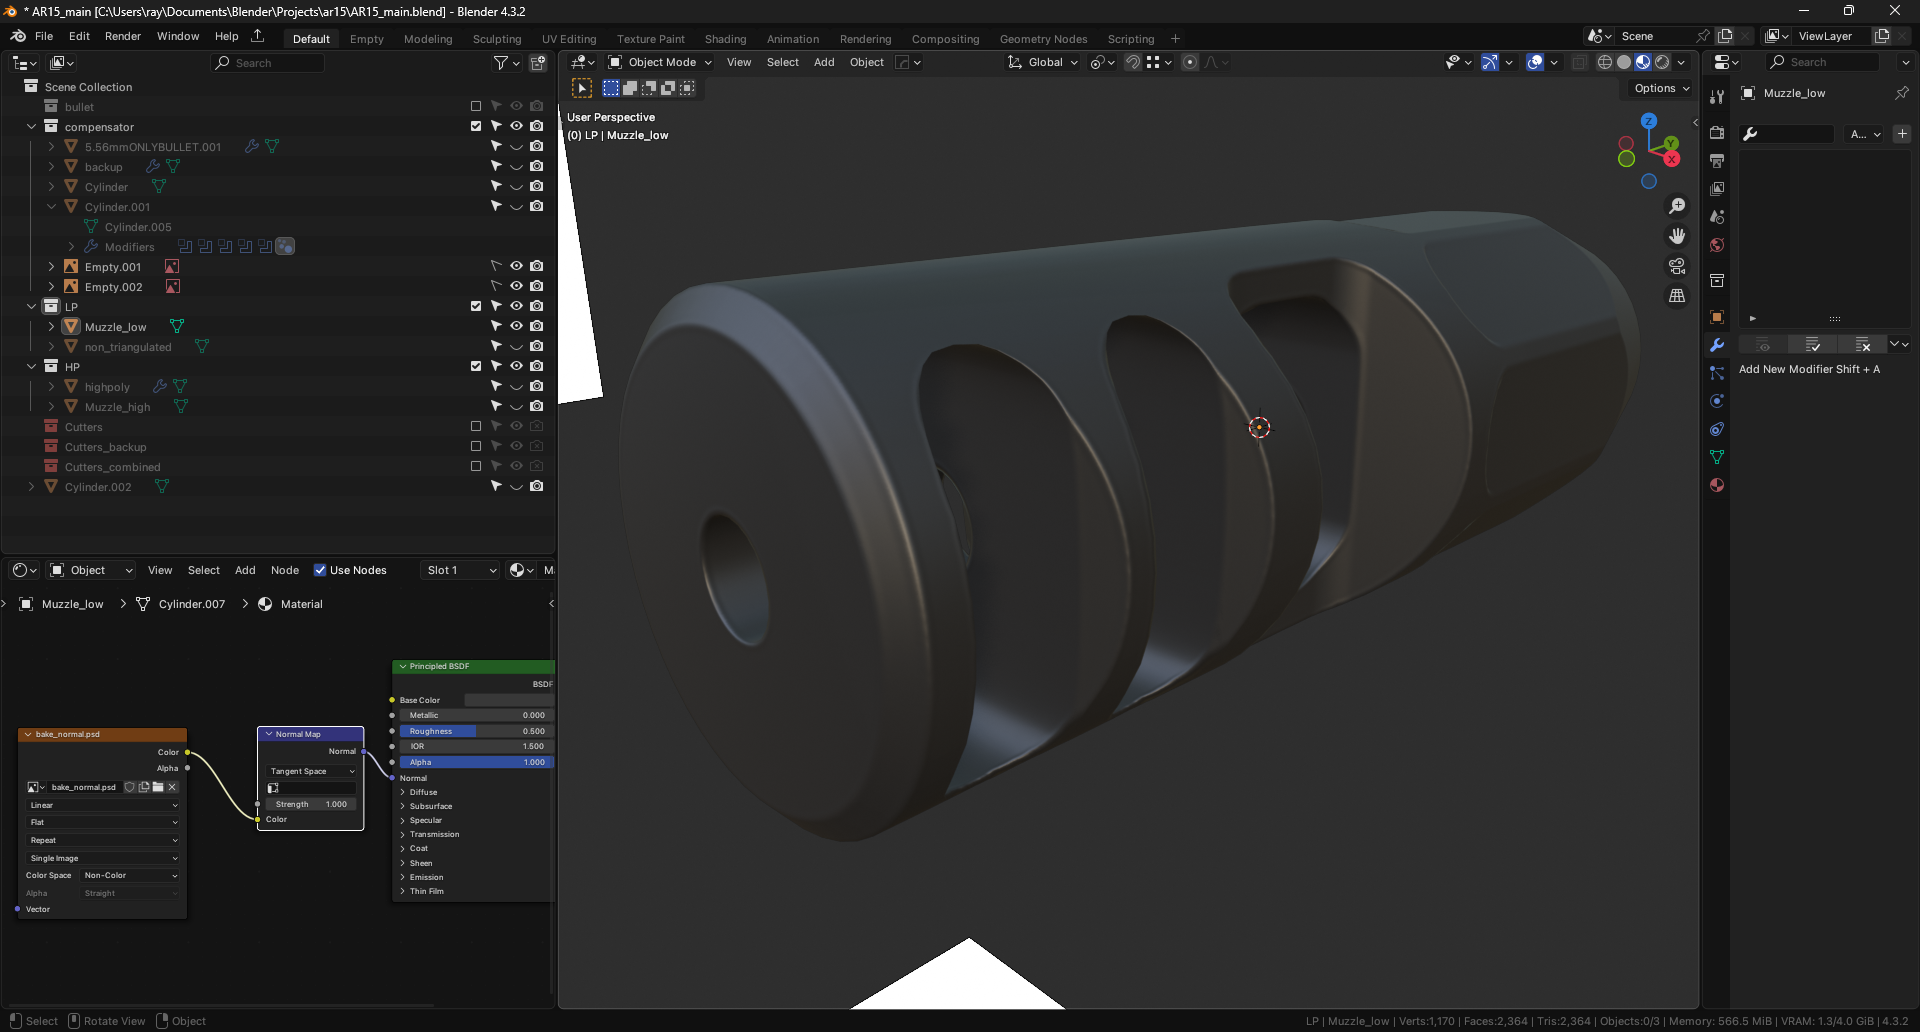 * AR15_main [C:\Users\ray\Documents\Blender\Projects\ar15\AR15_main.blend] - Blender 4.3.2
File Edit Render Window Help
Default Empty Modeling Sculpting UV Editing Texture Paint Shading Animation Rendering Compositing Geometry Nodes Scripting +
Scene
ViewLayer
Search
Object Mode View Select Add Object
Global
Search
Options
Scene Collection
bullet
compensator
5.56mmONLYBULLET.001
backup
Cylinder
Cylinder.001
Cylinder.005
Modifiers
Empty.001
Empty.002
LP
Muzzle_low
non_triangulated
HP
highpoly
Muzzle_high
Cutters
Cutters_backup
Cutters_combined
Cylinder.002
User Perspective
(0) LP | Muzzle_low
Z
Y
X
Muzzle_low
A...
Add New Modifier Shift + A
Object View Select Add Node Use Nodes Slot 1 M
Muzzle_low > Cylinder.007 > Material
bake_normal.psd
Color
Alpha
bake_normal.psd
Linear
Flat
Repeat
Single Image
Color Space Non-Color
Alpha Straight
Vector
Normal Map
Normal
Tangent Space
Strength 1.000
Color
Principled BSDF
BSDF
Base Color
Metallic 0.000
Roughness 0.500
IOR 1.500
Alpha 1.000
Normal
Diffuse
Subsurface
Specular
Transmission
Coat
Sheen
Emission
Thin Film
Select Rotate View Object
LP | Muzzle_low | Verts:1,170 | Faces:2,364 | Tris:2,364 | Objects:0/3 | Memory: 566.5 MiB | VRAM: 1.3/4.0 GiB | 4.3.2